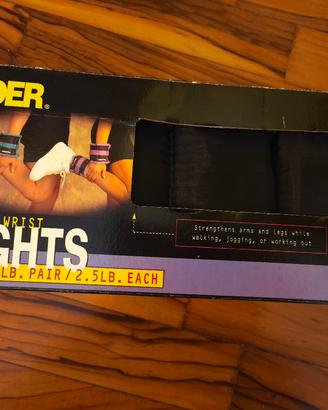 DER®
WRIST
GHTS
LB. PAIR/2.5LB. EACH
Strengthens arms and legs while
walking, jogging, or working out